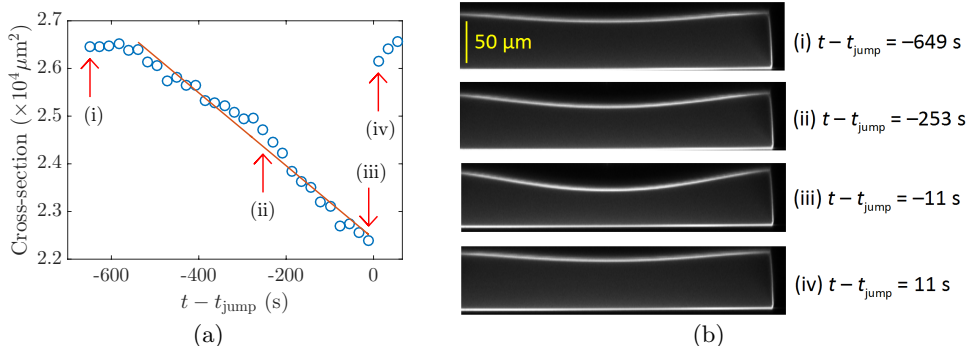 2.7
2.6
2.5
2.4
2.3
2.2
Cross-section (×10⁴ μm²)
(i)
(ii)
(iii)
(iv)
-600
-400
-200
0
t − t_jump (s)
(a)
50 μm
(i) t – t_jump = –649 s
(ii) t – t_jump = –253 s
(iii) t – t_jump = –11 s
(iv) t – t_jump = 11 s
(b)